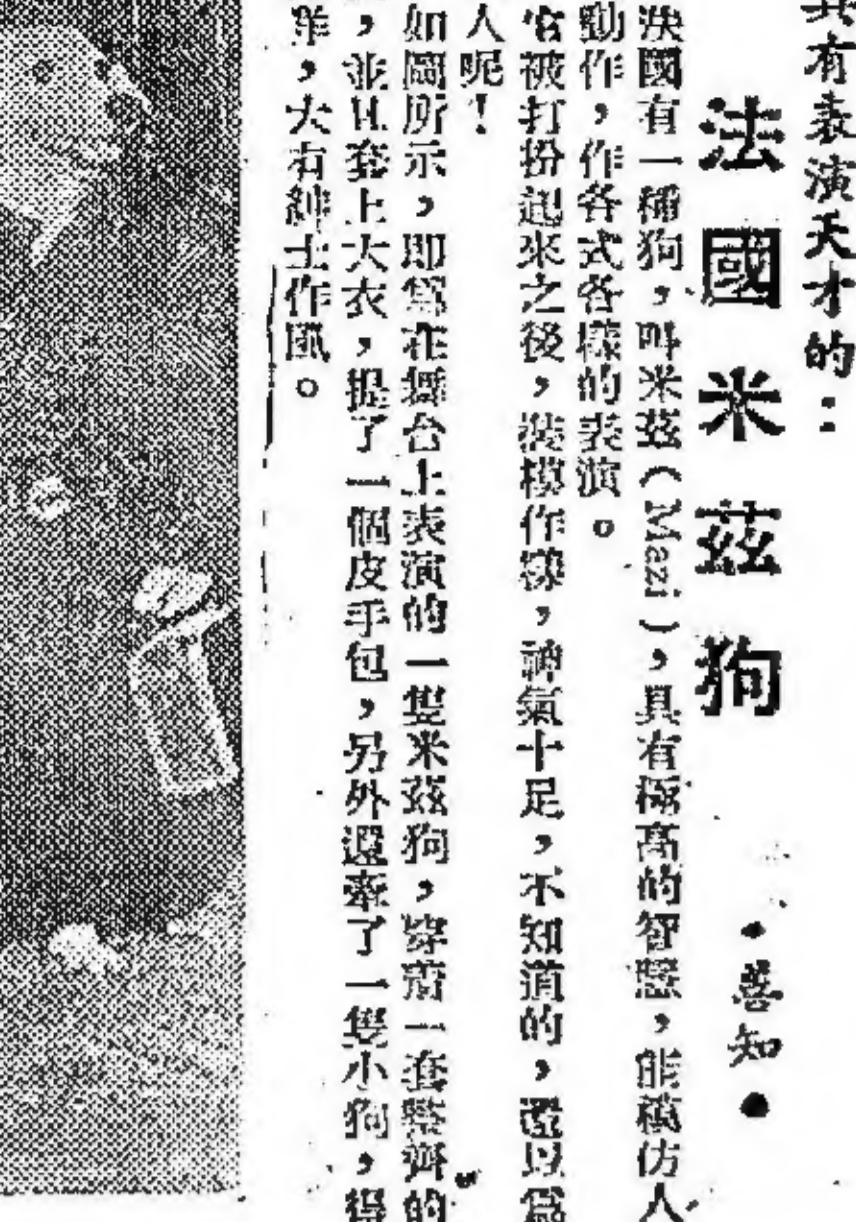 具有表演天才的：
法國米茲狗
・善知・
法國有一種狗，叫米茲（Mazi），具有極高的智慧，能模仿人
動作，作各式各樣的表演。
它被打扮起來之後，裝模作樣，神氣十足，不知道的，還以爲
人呢！
如圖所示，即爲在舞台上表演的一隻米茲狗，穿着一套整齊的
，並且套上大衣，提了一個皮手包，另外還牽了一隻小狗，得
洋，大有紳士作風。